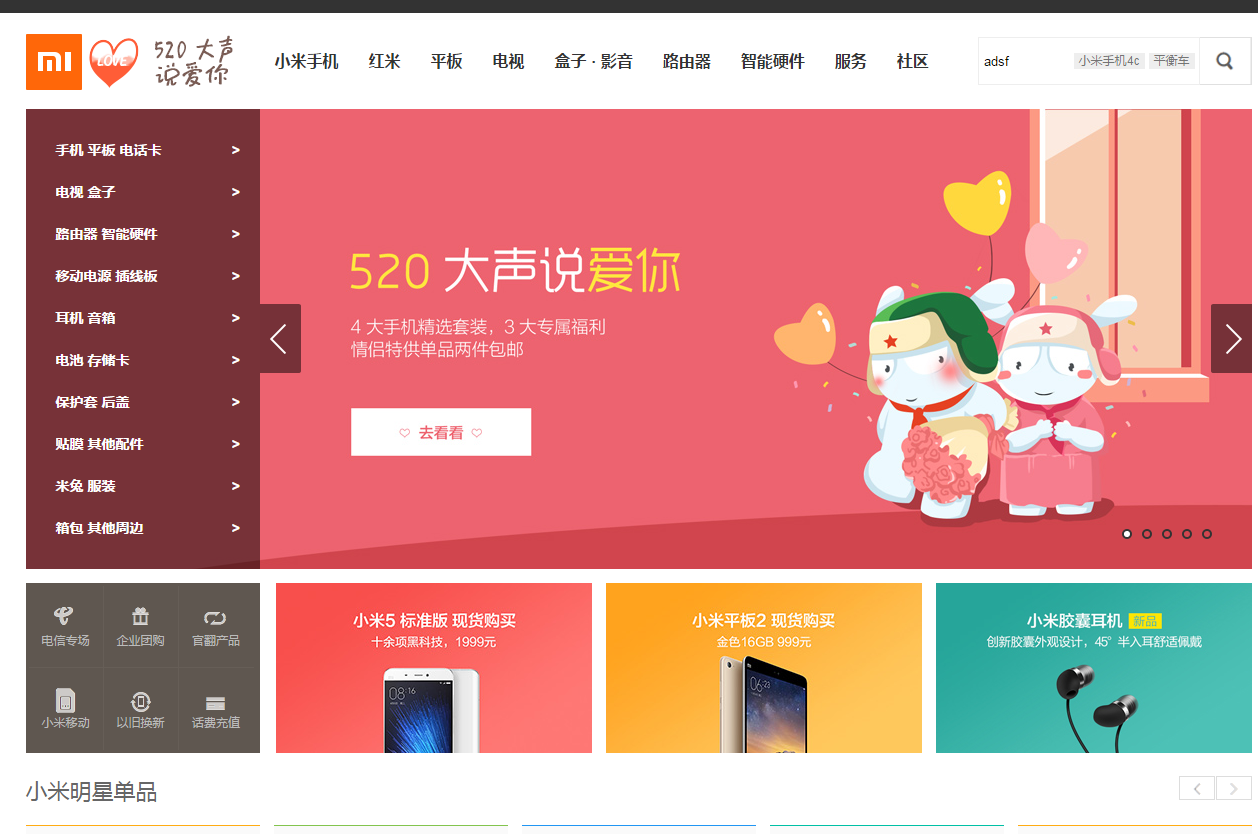 mi LOVE 520 大声
说爱你
小米手机 红米 平板 电视 盒子 · 影音 路由器 智能硬件 服务 社区
adsf 小米手机4c 平衡车
手机 平板 电话卡 >
电视 盒子 >
路由器 智能硬件 >
移动电源 插线板 >
耳机 音箱 >
电池 存储卡 >
保护套 后盖 >
贴膜 其他配件 >
米兔 服装 >
箱包 其他周边 >
520 大声说爱你
4 大手机精选套装，3 大专属福利
情侣特供单品两件包邮
去看看
电信专场 企业团购 官翻产品
小米移动 以旧换新 话费充值
小米5 标准版 现货购买
十余项黑科技，1999元
08:16
小米平板2 现货购买
金色16GB 999元
06:23
小米胶囊耳机 新品
创新胶囊外观设计，45° 半入耳舒适佩戴
小米明星单品